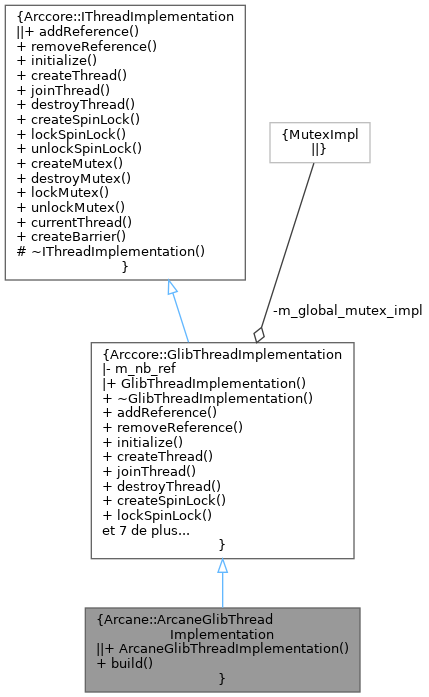 {Arccore::IThreadImplementation
||+ addReference()
+ removeReference()
+ initialize()
+ createThread()
+ joinThread()
+ destroyThread()
+ createSpinLock()
+ lockSpinLock()
+ unlockSpinLock()
+ createMutex()
+ destroyMutex()
+ lockMutex()
+ unlockMutex()
+ currentThread()
+ createBarrier()
# ~IThreadImplementation()
}
{MutexImpl
||}
-m_global_mutex_impl
{Arccore::GlibThreadImplementation
|- m_nb_ref
|+ GlibThreadImplementation()
+ ~GlibThreadImplementation()
+ addReference()
+ removeReference()
+ initialize()
+ createThread()
+ joinThread()
+ destroyThread()
+ createSpinLock()
+ lockSpinLock()
et 7 de plus...
}
{Arcane::ArcaneGlibThread
Implementation
||+ ArcaneGlibThreadImplementation()
+ build()
}